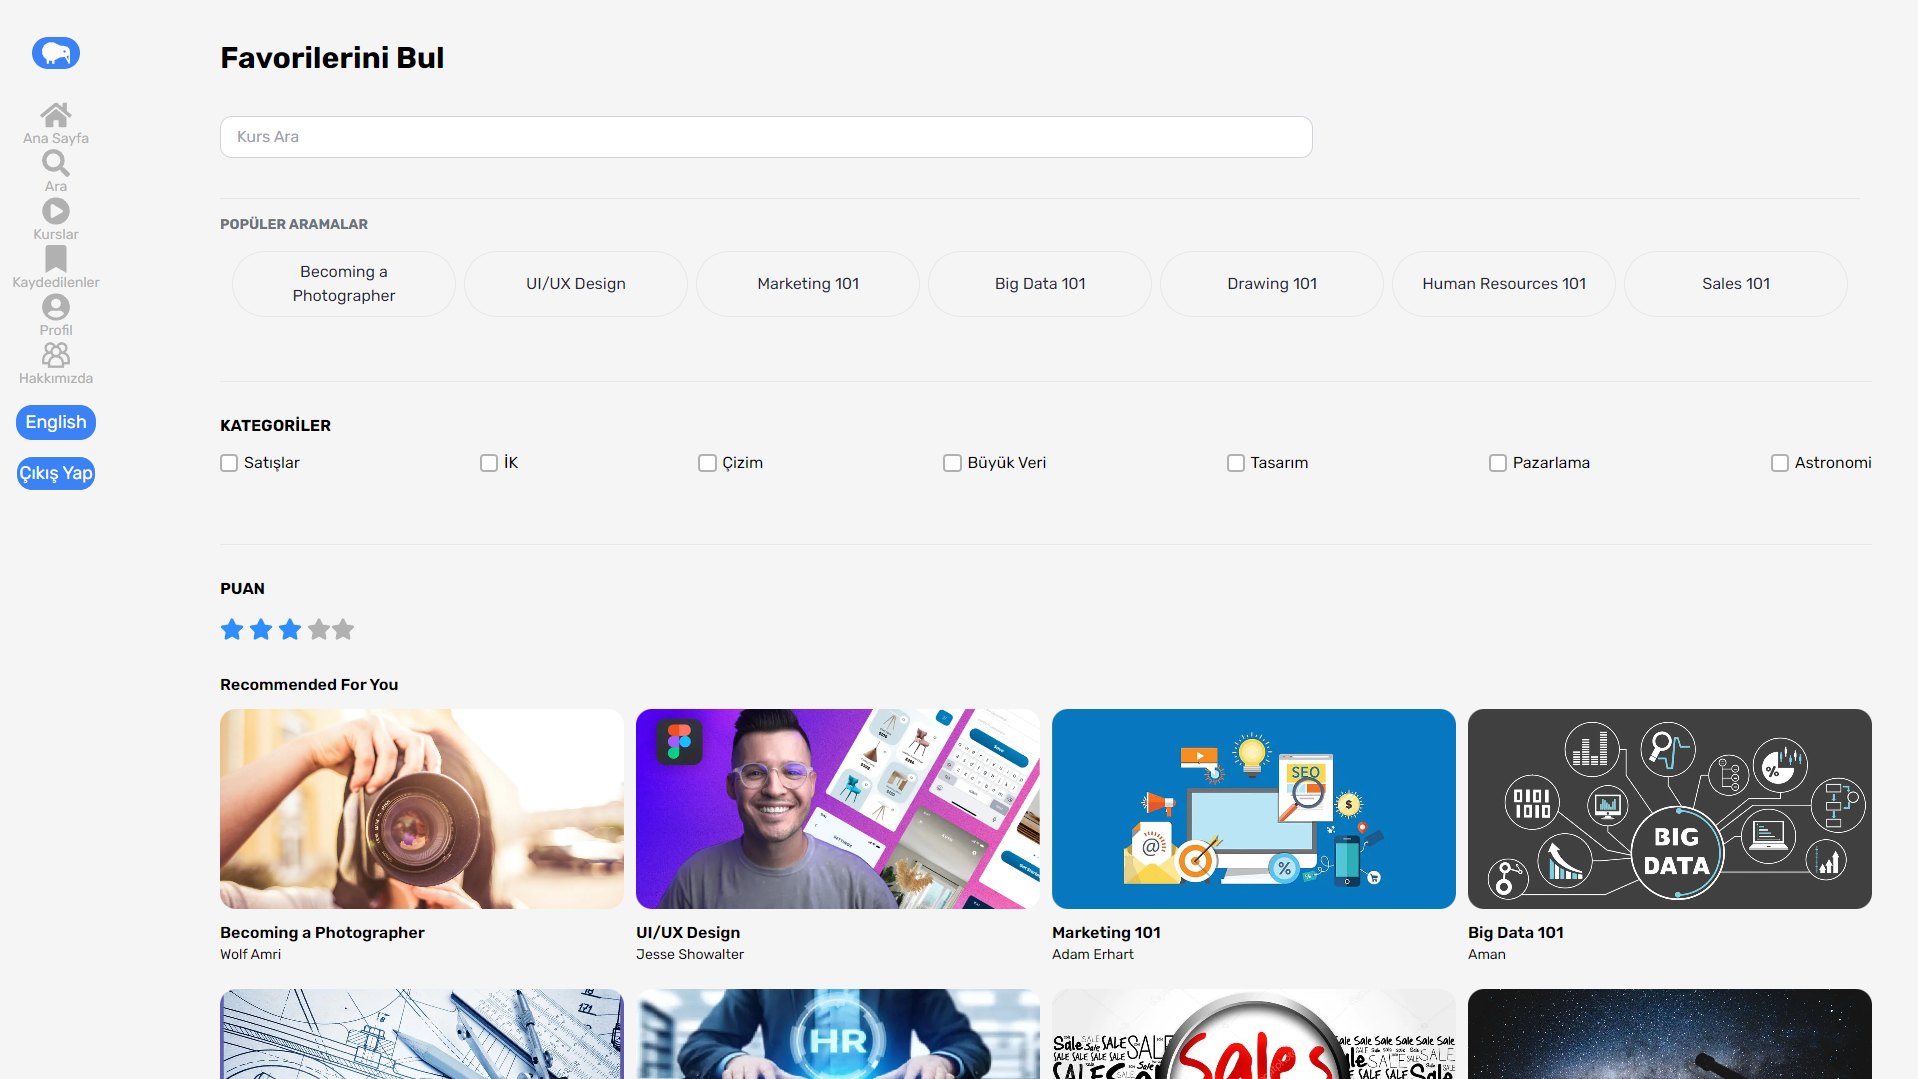 Favorilerini Bul
Kurs Ara
Ana Sayfa
Ara
Kurslar
Kaydedilenler
Profil
Hakkımızda
English
Çıkış Yap
POPÜLER ARAMALAR
Becoming a
Photographer
UI/UX Design
Marketing 101
Big Data 101
Drawing 101
Human Resources 101
Sales 101
KATEGORİLER
Satışlar
İK
Çizim
Büyük Veri
Tasarım
Pazarlama
Astronomi
PUAN
Recommended For You
SEO
BIG
DATA
0101
1010
Becoming a Photographer
Wolf Amri
UI/UX Design
Jesse Showalter
Marketing 101
Adam Erhart
Big Data 101
Aman
HR
Sales